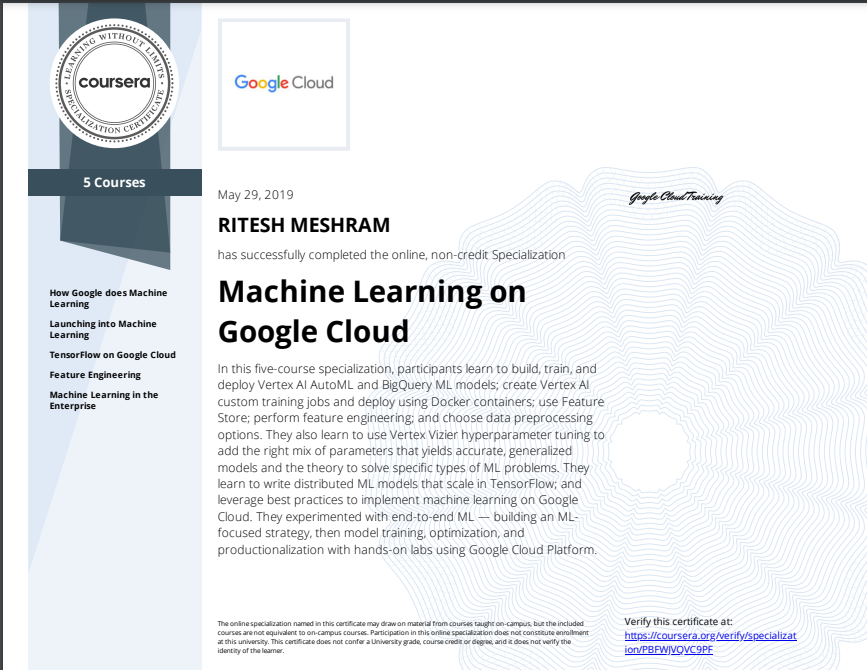 LEARNING WITHOUT LIMITS
coursera
SPECIALIZATION CERTIFICATE
5 Courses
How Google does Machine
Learning
Launching into Machine
Learning
TensorFlow on Google Cloud
Feature Engineering
Machine Learning in the
Enterprise
Google Cloud
May 29, 2019
RITESH MESHRAM
has successfully completed the online, non-credit Specialization
Machine Learning on
Google Cloud
In this five-course specialization, participants learn to build, train, and
deploy Vertex AI AutoML and BigQuery ML models; create Vertex AI
custom training jobs and deploy using Docker containers; use Feature
Store; perform feature engineering; and choose data preprocessing
options. They also learn to use Vertex Vizier hyperparameter tuning to
add the right mix of parameters that yields accurate, generalized
models and the theory to solve specific types of ML problems. They
learn to write distributed ML models that scale in TensorFlow; and
leverage best practices to implement machine learning on Google
Cloud. They experimented with end-to-end ML — building an ML-
focused strategy, then model training, optimization, and
productionalization with hands-on labs using Google Cloud Platform.
Google Cloud Training
The online specialization named in this certificate may draw on material from courses taught on-campus, but the included
courses are not equivalent to on-campus courses. Participation in this online specialization does not constitute enrollment
at this university. This certificate does not confer a University grade, course credit or degree, and it does not verify the
identity of the learner.
Verify this certificate at:
https://coursera.org/verify/specializat
ion/PBFWJVQVC9PF